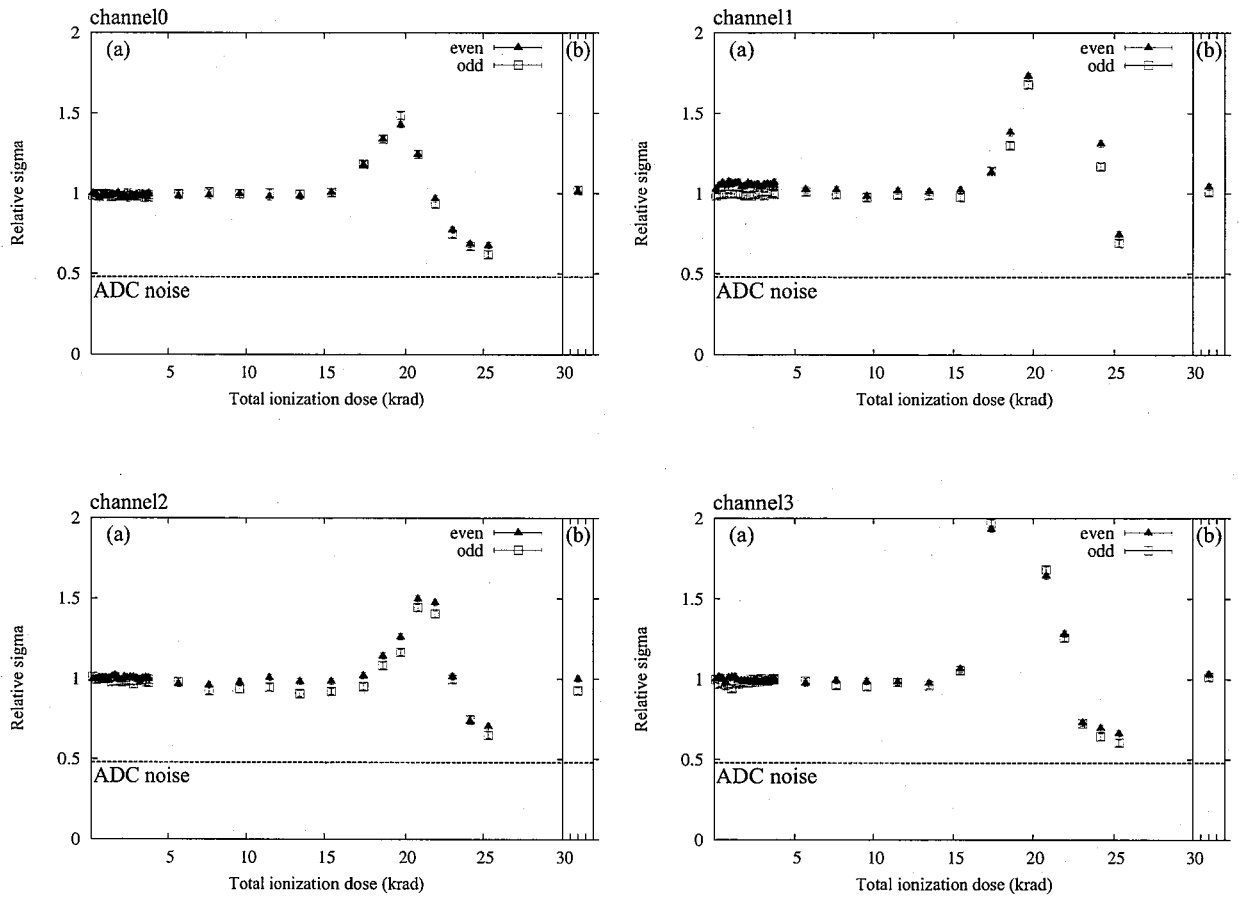 channel0
(a)
(b)
even
odd
2
1.5
1
0.5
0
Relative sigma
ADC noise
5
10
15
20
25
30
Total ionization dose (krad)
channel1
(a)
(b)
even
odd
2
1.5
1
0.5
0
Relative sigma
ADC noise
5
10
15
20
25
30
Total ionization dose (krad)
channel2
(a)
(b)
even
odd
2
1.5
1
0.5
0
Relative sigma
ADC noise
5
10
15
20
25
30
Total ionization dose (krad)
channel3
(a)
(b)
even
odd
2
1.5
1
0.5
0
Relative sigma
ADC noise
5
10
15
20
25
30
Total ionization dose (krad)